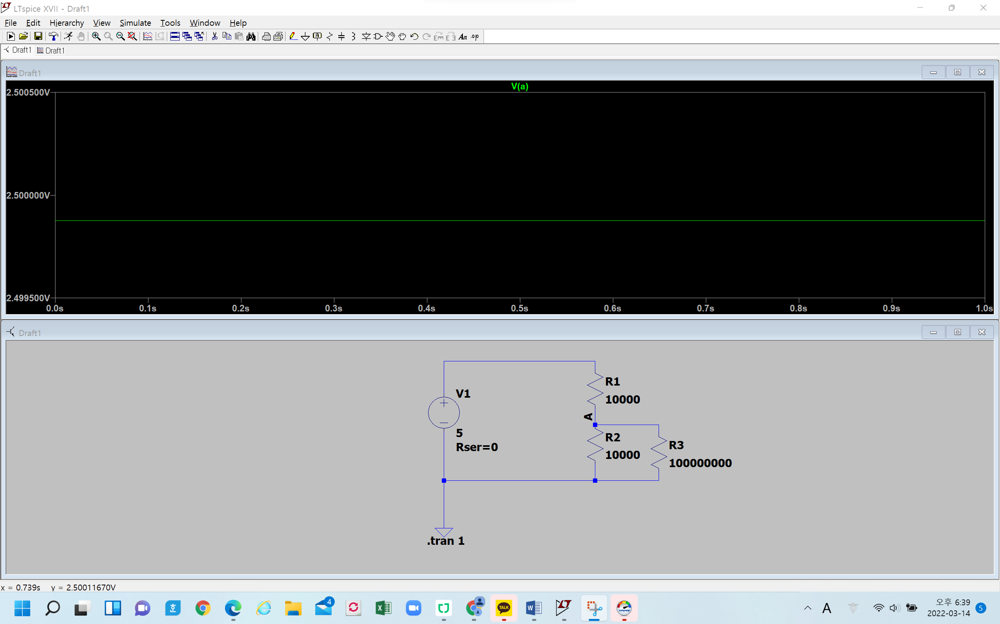 LTspice XVII - Draft1
File Edit Hierarchy View Simulate Tools Window Help
Draft1 Draft1
Draft1
V(a)
2.500500V
2.500000V
2.499500V
0.0s 0.1s 0.2s 0.3s 0.4s 0.5s 0.6s 0.7s 0.8s 0.9s 1.0s
Draft1
R1
10000
V1
A
5
Rser=0
R2
10000
R3
100000000
.tran 1
x = 0.739s y = 2.50011670V
4
TALK
A
오후 6:39
2022-03-14
5